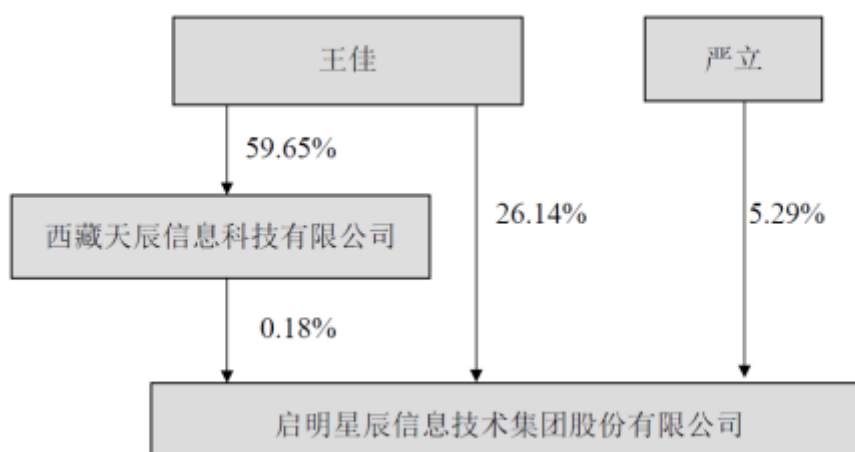 王佳
严立
59.65%
26.14%
5.29%
西藏天辰信息科技有限公司
0.18%
启明星辰信息技术集团股份有限公司